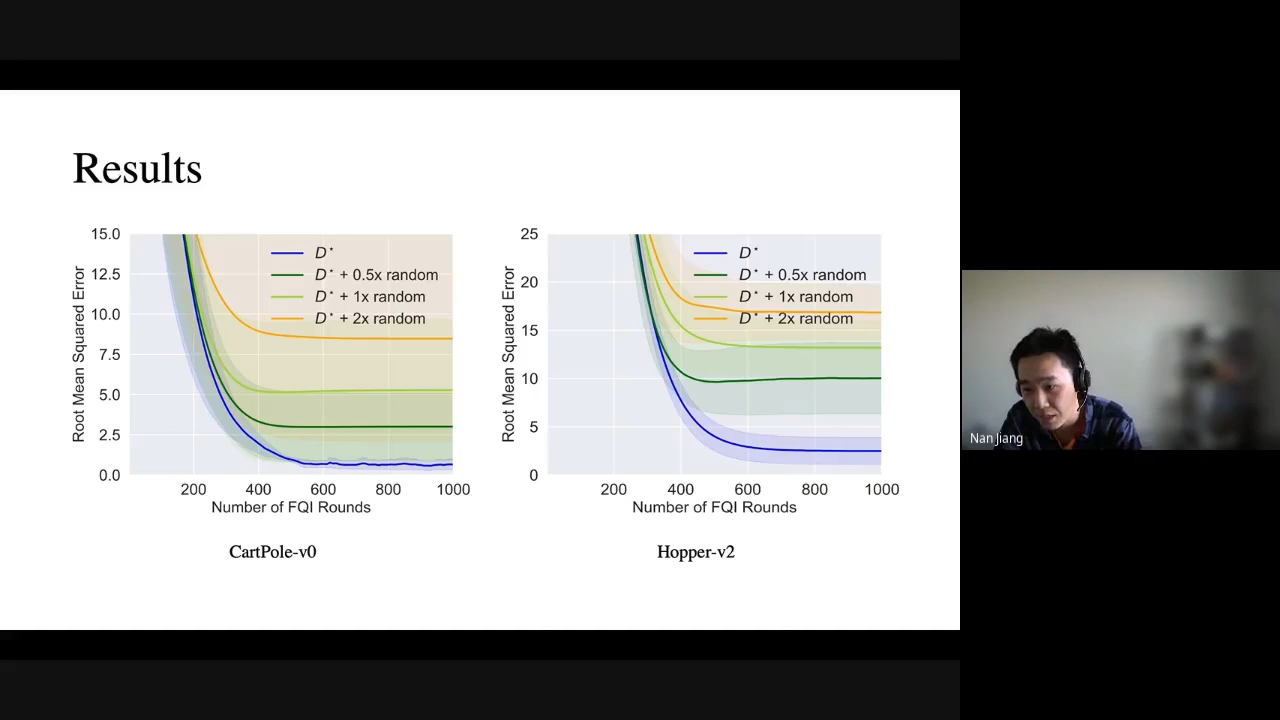 Results
15.0
12.5
10.0
7.5
5.0
2.5
0.0
Root Mean Squared Error
D*
D* + 0.5x random
D* + 1x random
D* + 2x random
200 400 600 800 1000
Number of FQI Rounds
CartPole-v0
25
20
15
10
5
0
Root Mean Squared Error
D*
D* + 0.5x random
D* + 1x random
D* + 2x random
200 400 600 800 1000
Number of FQI Rounds
Hopper-v2
Nan Jiang